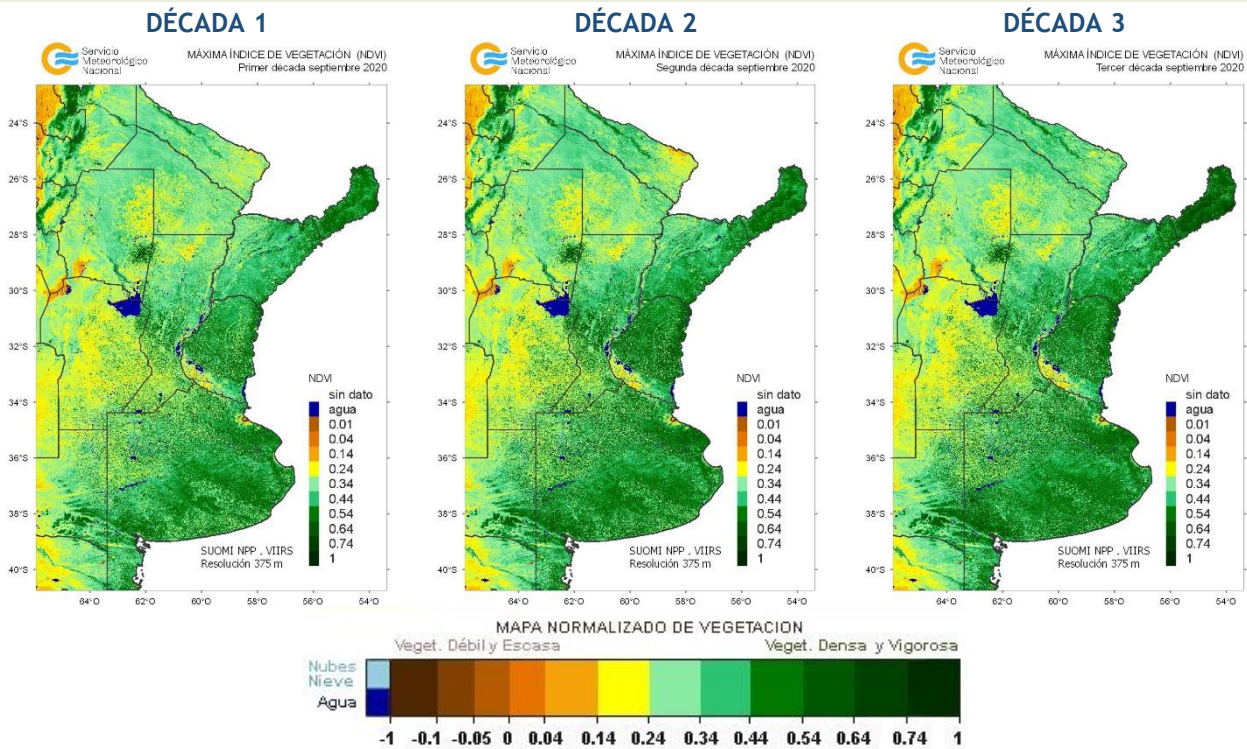 DÉCADA 1
Servicio
Meteorológico
Nacional
MÁXIMA ÍNDICE DE VEGETACIÓN (NDVI)
Primer década septiembre 2020
24°S
26°S
28°S
30°S
32°S
34°S
36°S
38°S
40°S
64°O
62°O
60°O
58°O
56°O
54°O
NDVI
sin dato
agua
0.01
0.04
0.14
0.24
0.34
0.44
0.54
0.64
0.74
1
SUOMI NPP . VIIRS
Resolución 375 m
DÉCADA 2
Servicio
Meteorológico
Nacional
MÁXIMA ÍNDICE DE VEGETACIÓN (NDVI)
Segunda década septiembre 2020
24°S
26°S
28°S
30°S
32°S
34°S
36°S
38°S
40°S
64°O
62°O
60°O
58°O
56°O
54°O
NDVI
sin dato
agua
0.01
0.04
0.14
0.24
0.34
0.44
0.54
0.64
0.74
1
SUOMI NPP . VIIRS
Resolución 375 m
DÉCADA 3
Servicio
Meteorológico
Nacional
MÁXIMA ÍNDICE DE VEGETACIÓN (NDVI)
Tercer década septiembre 2020
24°S
26°S
28°S
30°S
32°S
34°S
36°S
38°S
40°S
64°O
62°O
60°O
58°O
56°O
54°O
NDVI
sin dato
agua
0.01
0.04
0.14
0.24
0.34
0.44
0.54
0.64
0.74
1
SUOMI NPP . VIIRS
Resolución 375 m
MAPA NORMALIZADO DE VEGETACION
Veget. Débil y Escasa Veget. Densa y Vigorosa
Nubes
Nieve
Agua
-1 -0.1 -0.05 0 0.04 0.14 0.24 0.34 0.44 0.54 0.64 0.74 1